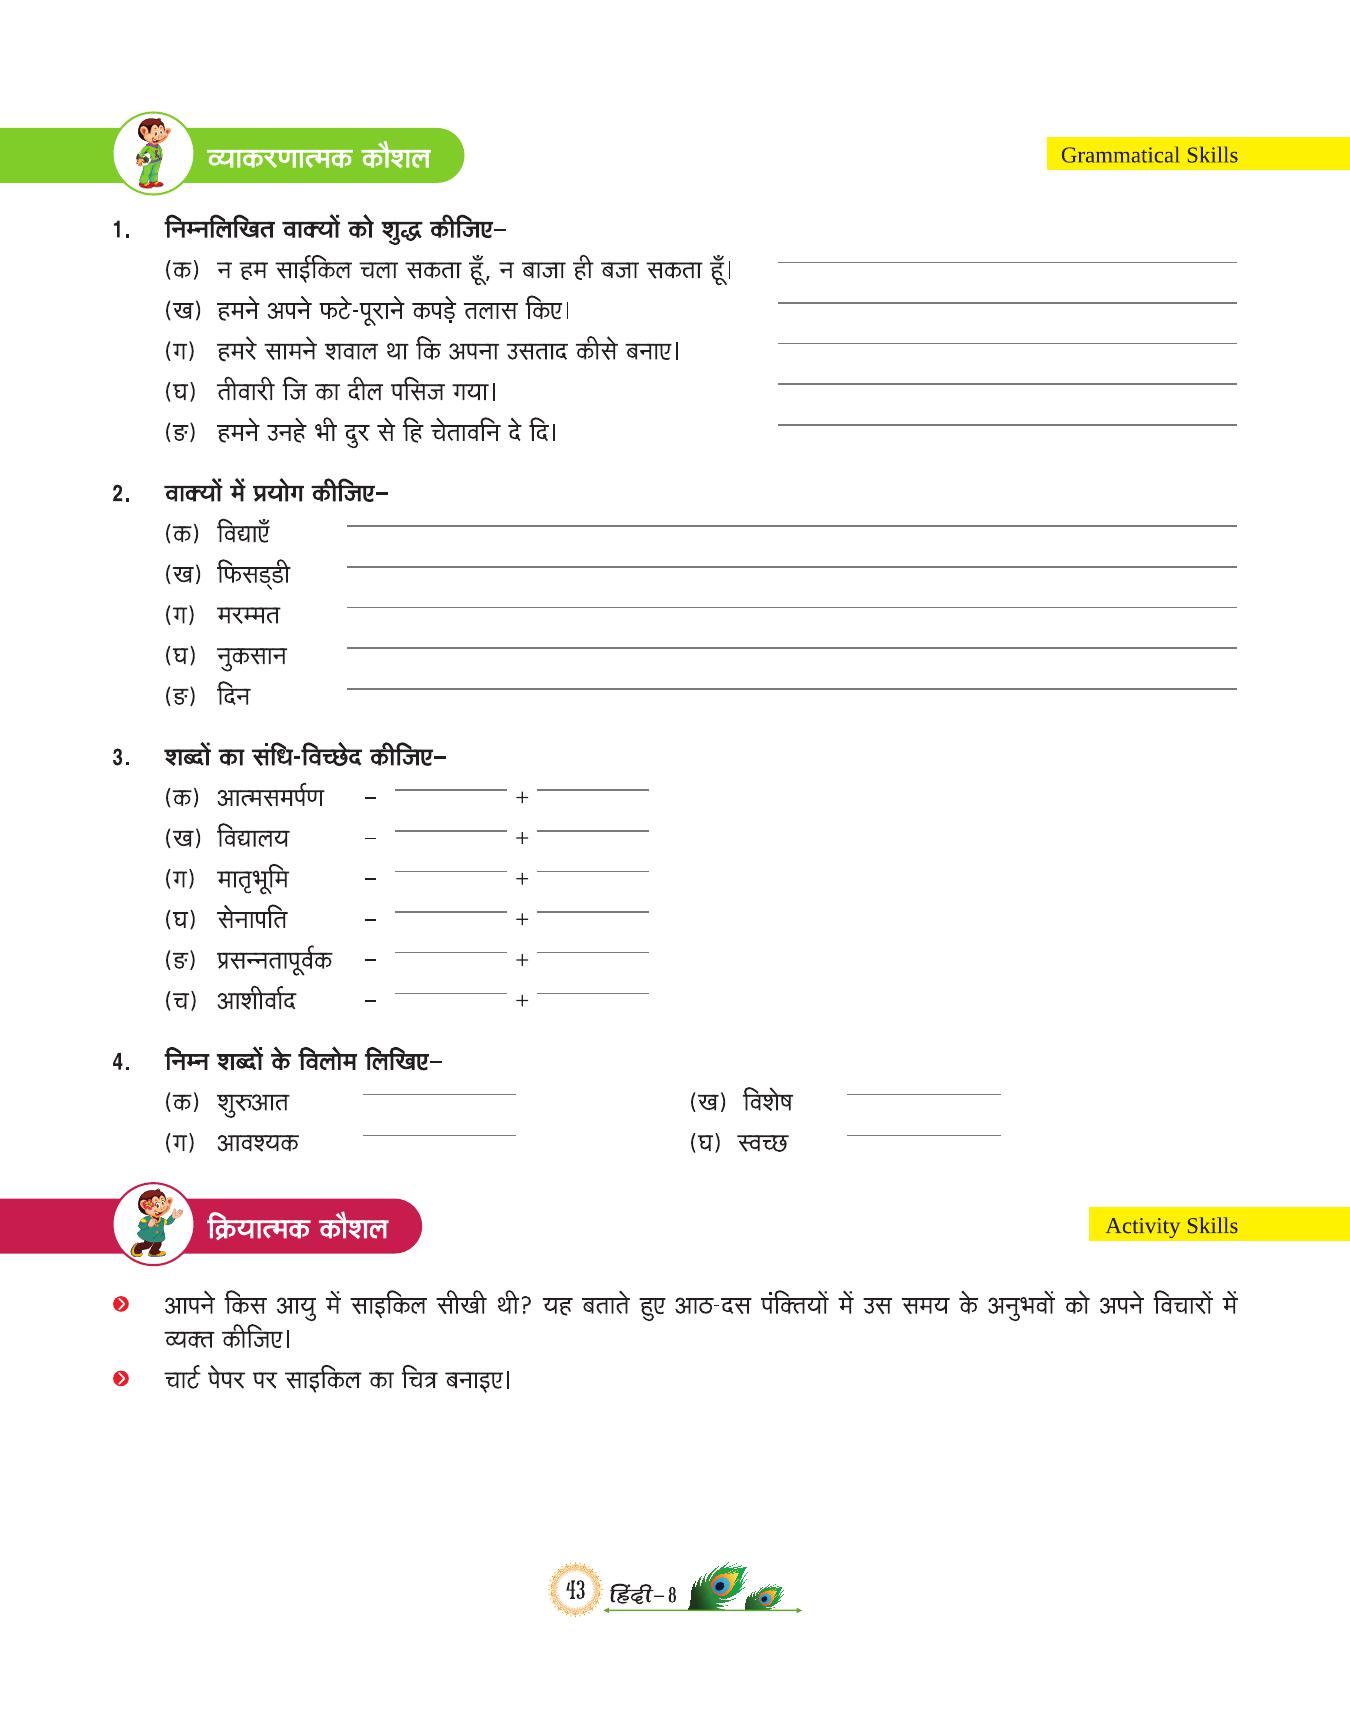 व्याकरणात्मक कौशल
Grammatical Skills
1. निम्नलिखित वाक्यों को शुद्ध कीजिए–
(क) न हम साईकिल चला सकता हूँ, न बाजा ही बजा सकता हूँ।
(ख) हमने अपने फटे-पूराने कपड़े तलास किए।
(ग) हमरे सामने शवाल था कि अपना उसताद कीसे बनाए।
(घ) तीवारी जि का दील पसिज गया।
(ङ) हमने उनहे भी दुर से हि चेतावनि दे दि।
2. वाक्यों में प्रयोग कीजिए–
(क) विद्याएँ
(ख) फिसड्डी
(ग) मरम्मत
(घ) नुकसान
(ङ) दिन
3. शब्दों का संधि-विच्छेद कीजिए–
(क) आत्मसमर्पण – +
(ख) विद्यालय – +
(ग) मातृभूमि – +
(घ) सेनापति – +
(ङ) प्रसन्नतापूर्वक – +
(च) आशीर्वाद – +
4. निम्न शब्दों के विलोम लिखिए–
(क) शुरुआत (ख) विशेष
(ग) आवश्यक (घ) स्वच्छ
क्रियात्मक कौशल
Activity Skills
आपने किस आयु में साइकिल सीखी थी? यह बताते हुए आठ-दस पंक्तियों में उस समय के अनुभवों को अपने विचारों में
व्यक्त कीजिए।
चार्ट पेपर पर साइकिल का चित्र बनाइए।
43 हिंदी–8